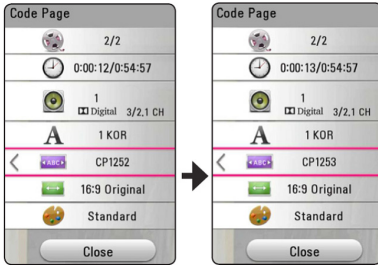 Code Page
2/2
0:00:12/0:54:57
1
Digital 3/2,1 CH
A 1 KOR
ABC CP1252
16:9 Original
Standard
Close
Code Page
2/2
0:00:13/0:54:57
1
Digital 3/2,1 CH
A 1 KOR
ABC CP1253
16:9 Original
Standard
Close